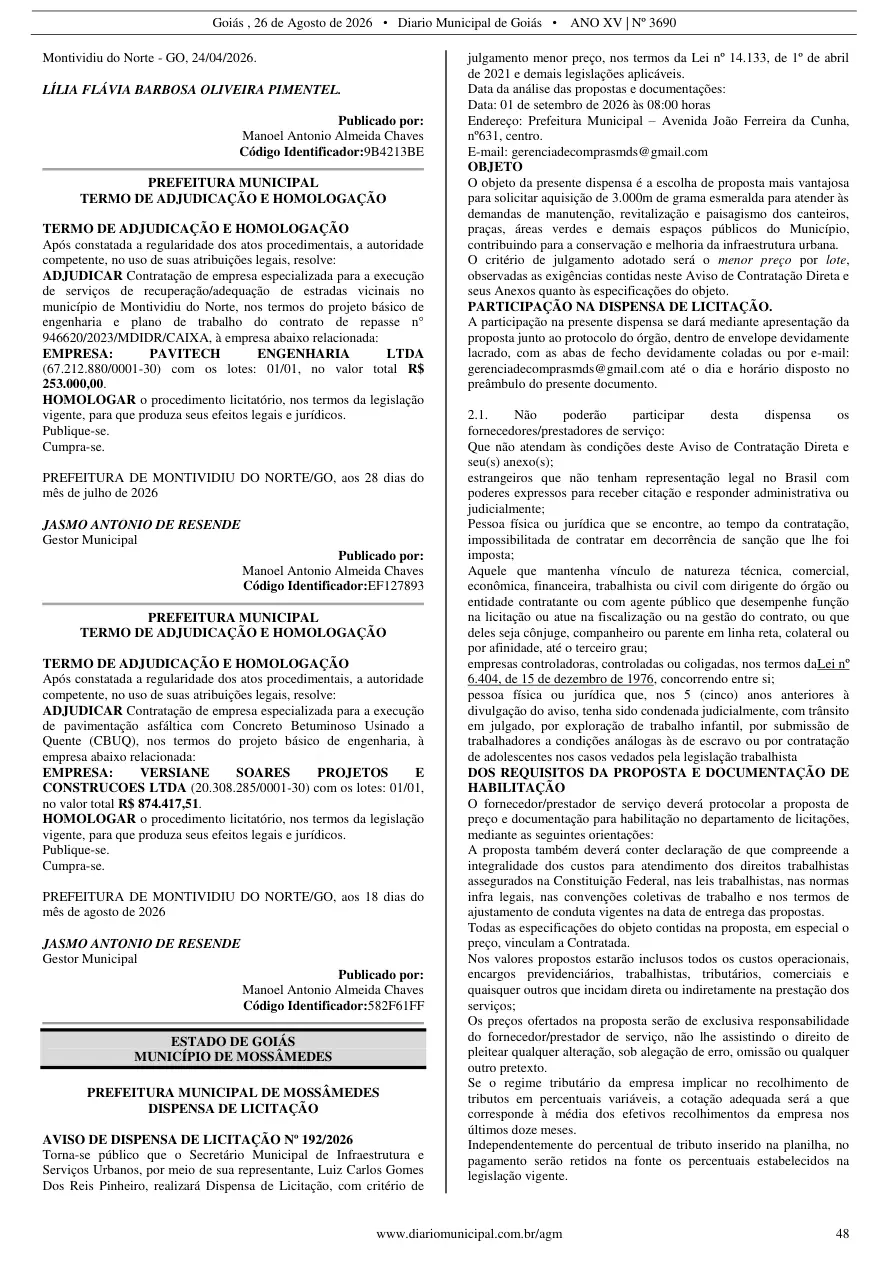 Goiás , 26 de Agosto de 2026 • Diario Municipal de Goiás • ANO XV | Nº 3690
Montividiu do Norte - GO, 24/04/2026.
LÍLIA FLÁVIA BARBOSA OLIVEIRA PIMENTEL.
Publicado por:
Manoel Antonio Almeida Chaves
Código Identificador:9B4213BE
PREFEITURA MUNICIPAL
TERMO DE ADJUDICAÇÃO E HOMOLOGAÇÃO
TERMO DE ADJUDICAÇÃO E HOMOLOGAÇÃO
Após constatada a regularidade dos atos procedimentais, a autoridade
competente, no uso de suas atribuições legais, resolve:
ADJUDICAR Contratação de empresa especializada para a execução
de serviços de recuperação/adequação de estradas vicinais no
município de Montividiu do Norte, nos termos do projeto básico de
engenharia e plano de trabalho do contrato de repasse n°
946620/2023/MDIDR/CAIXA, à empresa abaixo relacionada:
EMPRESA: PAVITECH ENGENHARIA LTDA
(67.212.880/0001-30) com os lotes: 01/01, no valor total R$
253.000,00.
HOMOLOGAR o procedimento licitatório, nos termos da legislação
vigente, para que produza seus efeitos legais e jurídicos.
Publique-se.
Cumpra-se.
PREFEITURA DE MONTIVIDIU DO NORTE/GO, aos 28 dias do
mês de julho de 2026
JASMO ANTONIO DE RESENDE
Gestor Municipal
Publicado por:
Manoel Antonio Almeida Chaves
Código Identificador:EF127893
PREFEITURA MUNICIPAL
TERMO DE ADJUDICAÇÃO E HOMOLOGAÇÃO
TERMO DE ADJUDICAÇÃO E HOMOLOGAÇÃO
Após constatada a regularidade dos atos procedimentais, a autoridade
competente, no uso de suas atribuições legais, resolve:
ADJUDICAR Contratação de empresa especializada para a execução
de pavimentação asfáltica com Concreto Betuminoso Usinado a
Quente (CBUQ), nos termos do projeto básico de engenharia, à
empresa abaixo relacionada:
EMPRESA: VERSIANE SOARES PROJETOS E
CONSTRUCOES LTDA (20.308.285/0001-30) com os lotes: 01/01,
no valor total R$ 874.417,51.
HOMOLOGAR o procedimento licitatório, nos termos da legislação
vigente, para que produza seus efeitos legais e jurídicos.
Publique-se.
Cumpra-se.
PREFEITURA DE MONTIVIDIU DO NORTE/GO, aos 18 dias do
mês de agosto de 2026
JASMO ANTONIO DE RESENDE
Gestor Municipal
Publicado por:
Manoel Antonio Almeida Chaves
Código Identificador:582F61FF
ESTADO DE GOIÁS
MUNICÍPIO DE MOSSÂMEDES
PREFEITURA MUNICIPAL DE MOSSÂMEDES
DISPENSA DE LICITAÇÃO
AVISO DE DISPENSA DE LICITAÇÃO Nº 192/2026
Torna-se público que o Secretário Municipal de Infraestrutura e
Serviços Urbanos, por meio de sua representante, Luiz Carlos Gomes
Dos Reis Pinheiro, realizará Dispensa de Licitação, com critério de
julgamento menor preço, nos termos da Lei nº 14.133, de 1º de abril
de 2021 e demais legislações aplicáveis.
Data da análise das propostas e documentações:
Data: 01 de setembro de 2026 às 08:00 horas
Endereço: Prefeitura Municipal – Avenida João Ferreira da Cunha,
nº631, centro.
E-mail: gerenciadecomprasmds@gmail.com
OBJETO
O objeto da presente dispensa é a escolha de proposta mais vantajosa
para solicitar aquisição de 3.000m de grama esmeralda para atender às
demandas de manutenção, revitalização e paisagismo dos canteiros,
praças, áreas verdes e demais espaços públicos do Município,
contribuindo para a conservação e melhoria da infraestrutura urbana.
O critério de julgamento adotado será o menor preço por lote,
observadas as exigências contidas neste Aviso de Contratação Direta e
seus Anexos quanto às especificações do objeto.
PARTICIPAÇÃO NA DISPENSA DE LICITAÇÃO.
A participação na presente dispensa se dará mediante apresentação da
proposta junto ao protocolo do órgão, dentro de envelope devidamente
lacrado, com as abas de fecho devidamente coladas ou por e-mail:
gerenciadecomprasmds@gmail.com até o dia e horário disposto no
preâmbulo do presente documento.
2.1. Não poderão participar desta dispensa os
fornecedores/prestadores de serviço:
Que não atendam às condições deste Aviso de Contratação Direta e
seu(s) anexo(s);
estrangeiros que não tenham representação legal no Brasil com
poderes expressos para receber citação e responder administrativa ou
judicialmente;
Pessoa física ou jurídica que se encontre, ao tempo da contratação,
impossibilitada de contratar em decorrência de sanção que lhe foi
imposta;
Aquele que mantenha vínculo de natureza técnica, comercial,
econômica, financeira, trabalhista ou civil com dirigente do órgão ou
entidade contratante ou com agente público que desempenhe função
na licitação ou atue na fiscalização ou na gestão do contrato, ou que
deles seja cônjuge, companheiro ou parente em linha reta, colateral ou
por afinidade, até o terceiro grau;
empresas controladoras, controladas ou coligadas, nos termos daLei nº
6.404, de 15 de dezembro de 1976, concorrendo entre si;
pessoa física ou jurídica que, nos 5 (cinco) anos anteriores à
divulgação do aviso, tenha sido condenada judicialmente, com trânsito
em julgado, por exploração de trabalho infantil, por submissão de
trabalhadores a condições análogas às de escravo ou por contratação
de adolescentes nos casos vedados pela legislação trabalhista
DOS REQUISITOS DA PROPOSTA E DOCUMENTAÇÃO DE
HABILITAÇÃO
O fornecedor/prestador de serviço deverá protocolar a proposta de
preço e documentação para habilitação no departamento de licitações,
mediante as seguintes orientações:
A proposta também deverá conter declaração de que compreende a
integralidade dos custos para atendimento dos direitos trabalhistas
assegurados na Constituição Federal, nas leis trabalhistas, nas normas
infra legais, nas convenções coletivas de trabalho e nos termos de
ajustamento de conduta vigentes na data de entrega das propostas.
Todas as especificações do objeto contidas na proposta, em especial o
preço, vinculam a Contratada.
Nos valores propostos estarão inclusos todos os custos operacionais,
encargos previdenciários, trabalhistas, tributários, comerciais e
quaisquer outros que incidam direta ou indiretamente na prestação dos
serviços;
Os preços ofertados na proposta serão de exclusiva responsabilidade
do fornecedor/prestador de serviço, não lhe assistindo o direito de
pleitear qualquer alteração, sob alegação de erro, omissão ou qualquer
outro pretexto.
Se o regime tributário da empresa implicar no recolhimento de
tributos em percentuais variáveis, a cotação adequada será a que
corresponde à média dos efetivos recolhimentos da empresa nos
últimos doze meses.
Independentemente do percentual de tributo inserido na planilha, no
pagamento serão retidos na fonte os percentuais estabelecidos na
legislação vigente.
www.diariomunicipal.com.br/agm
48